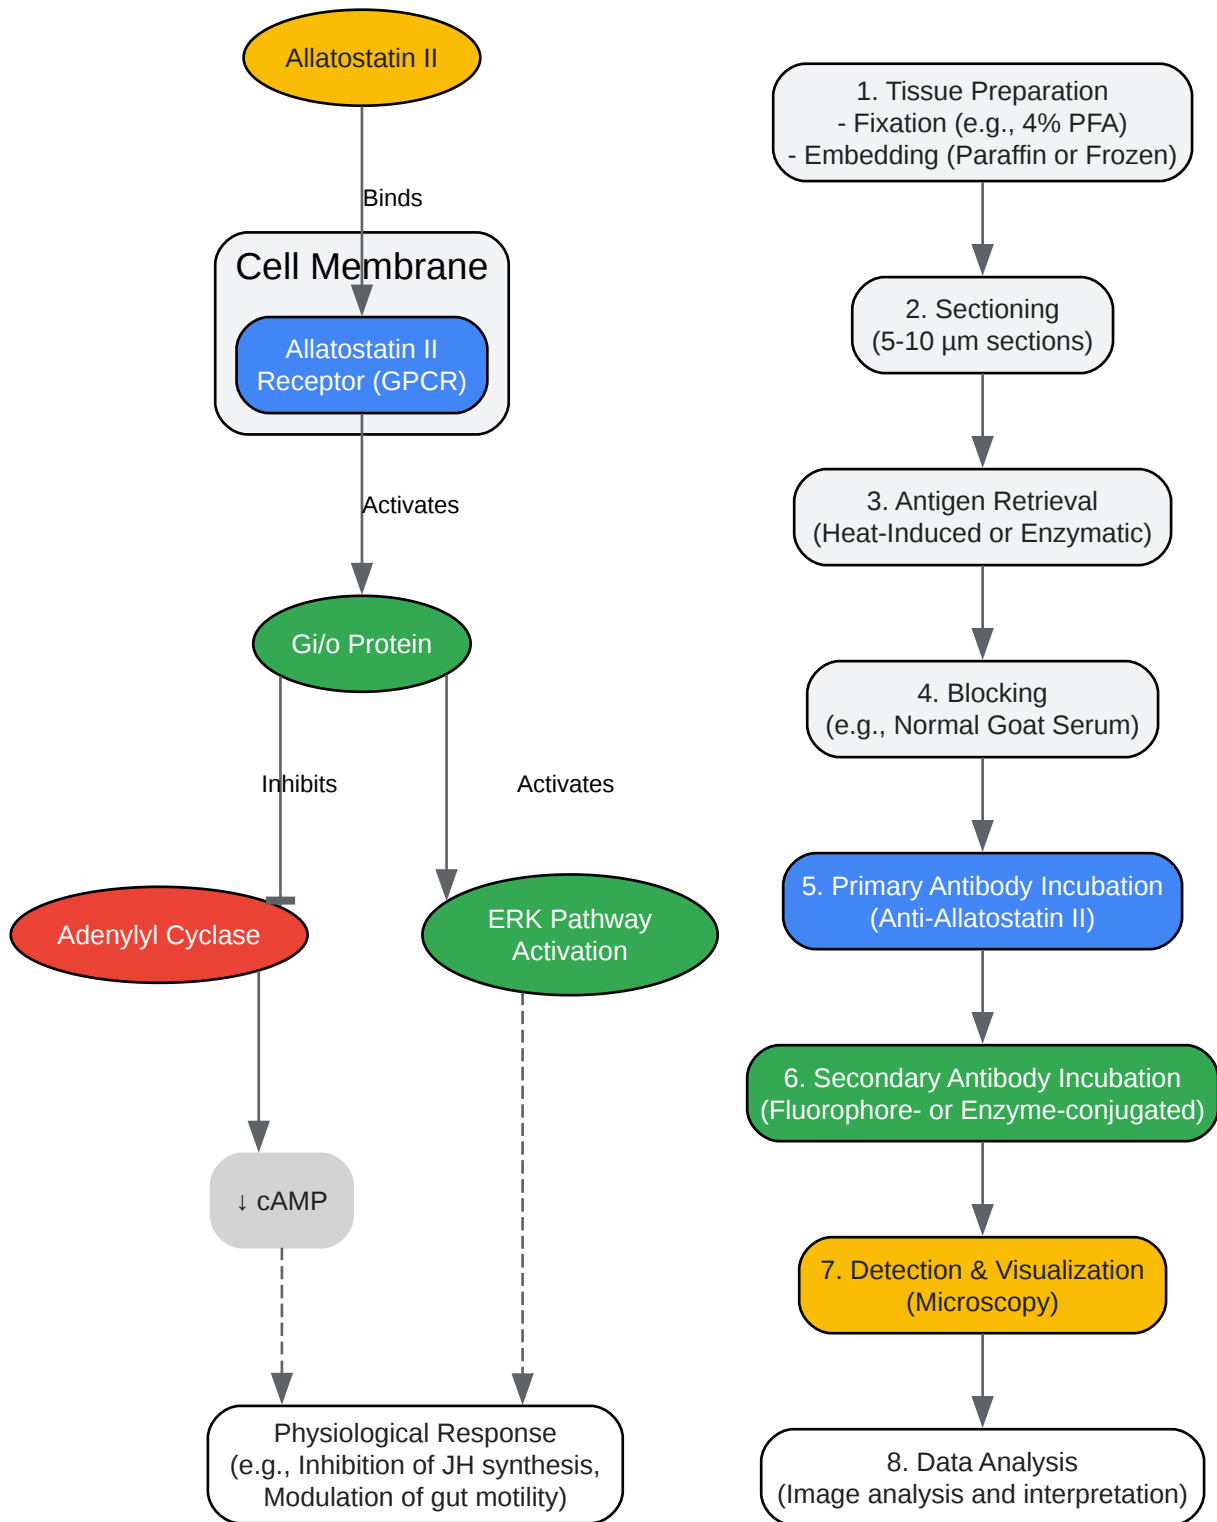 Allatostatin II
Binds
Cell Membrane
Allatostatin II
Receptor (GPCR)
Activates
Gi/o Protein
Inhibits
Activates
Adenylyl Cyclase
ERK Pathway
Activation
↓ cAMP
Physiological Response
(e.g., Inhibition of JH synthesis,
Modulation of gut motility)
1. Tissue Preparation
- Fixation (e.g., 4% PFA)
- Embedding (Paraffin or Frozen)
2. Sectioning
(5-10 µm sections)
3. Antigen Retrieval
(Heat-Induced or Enzymatic)
4. Blocking
(e.g., Normal Goat Serum)
5. Primary Antibody Incubation
(Anti-Allatostatin II)
6. Secondary Antibody Incubation
(Fluorophore- or Enzyme-conjugated)
7. Detection & Visualization
(Microscopy)
8. Data Analysis
(Image analysis and interpretation)